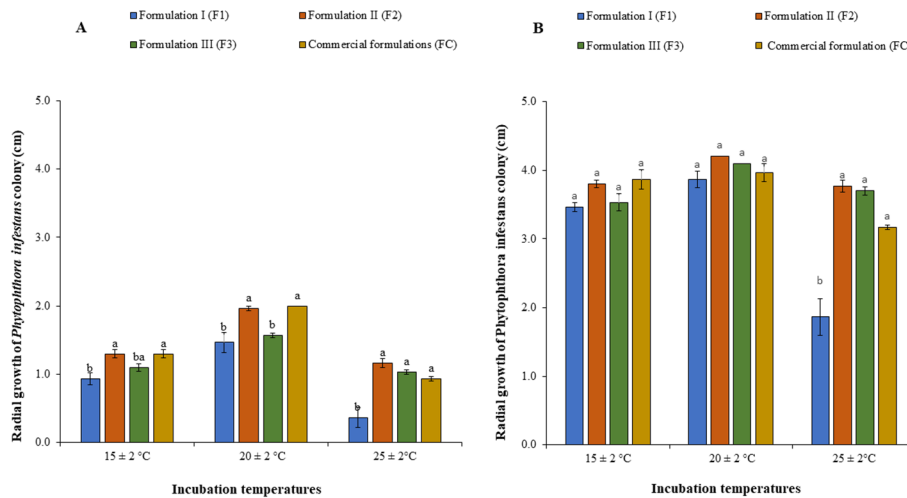 A
Formulation I (F1)
Formulation II (F2)
Formulation III (F3)
Commercial formulations (FC)
Radial growth of Phytophthora infestans colony (cm)
5.0
4.0
3.0
2.0
1.0
0.0
b
a
ba
a
b
a
b
a
b
a
a
a
15 ± 2 °C
20 ± 2 °C
25 ± 2 °C
Incubation temperatures
B
Formulation I (F1)
Formulation II (F2)
Formulation III (F3)
Commercial formulation (FC
Radial growth of Phytophthora infestans colony (cm)
5.0
4.0
3.0
2.0
1.0
0.0
a
a
a
a
a
a
a
a
b
a
a
a
15 ± 2 °C
20 ± 2 °C
25 ± 2°C
Incubation temperatures